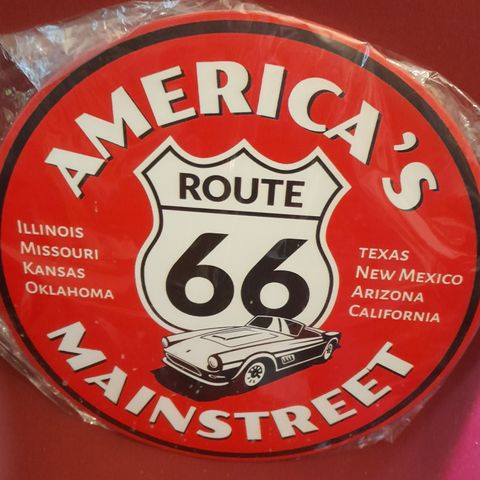 AMERICA'S
ROUTE
66
ILLINOIS
MISSOURI
KANSAS
OKLAHOMA
TEXAS
NEW MEXICO
ARIZONA
CALIFORNIA
MAINSTREET